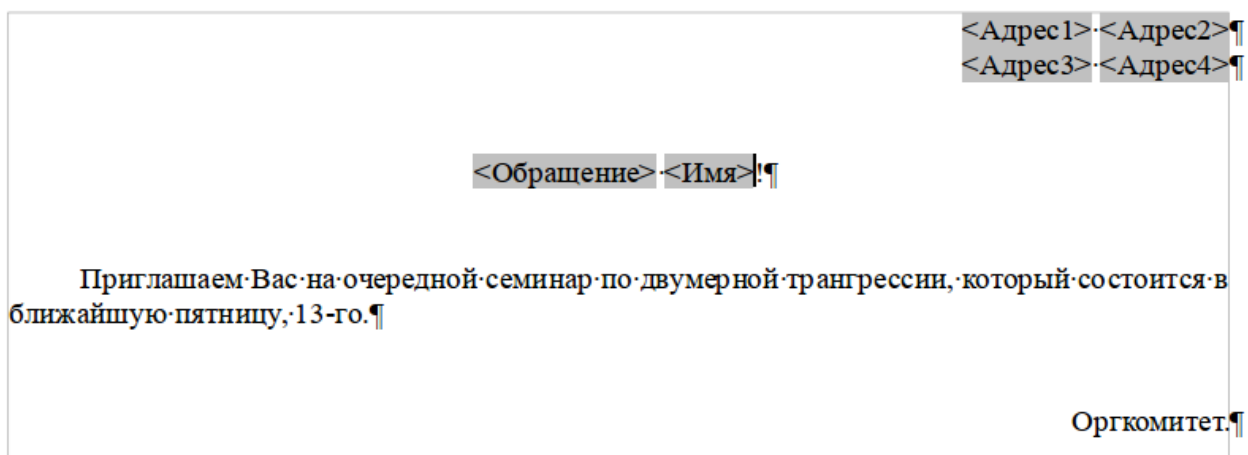 <Адрес1>·<Адрес2>¶
<Адрес3>·<Адрес4>¶
<Обращение>·<Имя>!¶
Приглашаем·Вас·на·очередной·семинар·по·двумерной·трангрессии,·который·состоится·в
ближайшую·пятницу,·13-го.¶
Оргкомитет.¶